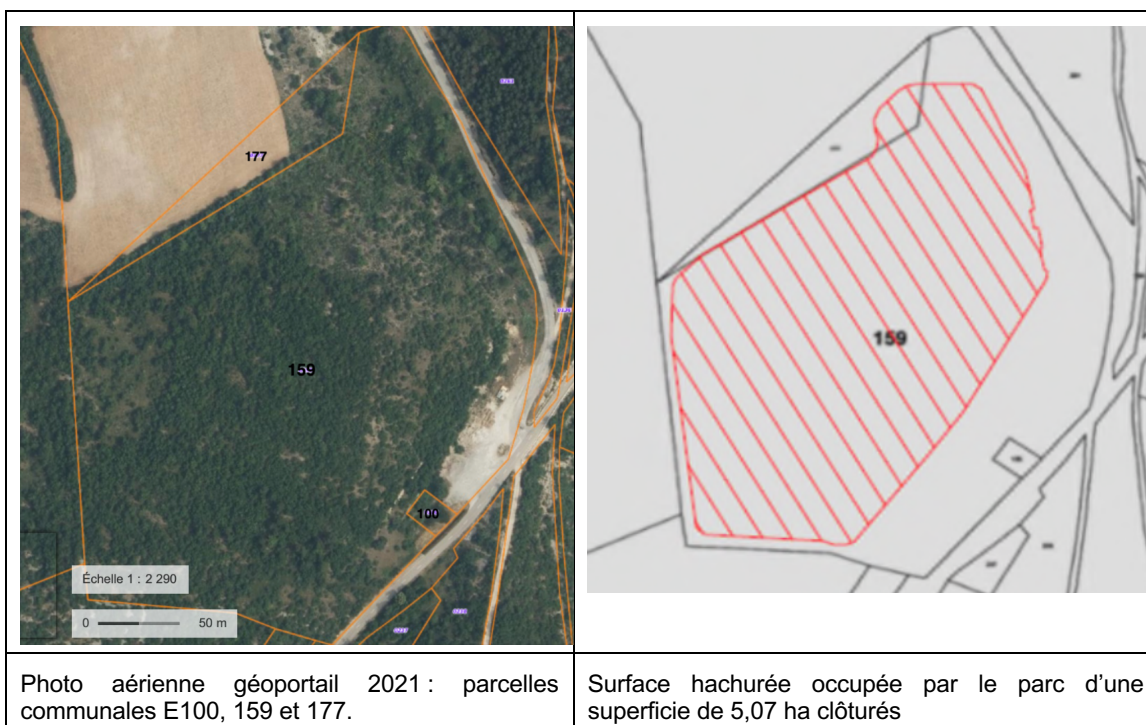 177
159
100
Échelle 1 : 2 290
0 50 m
159
Photo aérienne géoportail 2021 : parcelles
communales E100, 159 et 177.
Surface hachurée occupée par le parc d'une
superficie de 5,07 ha clôturés